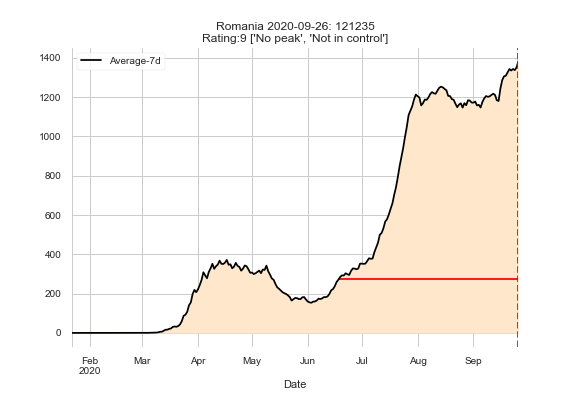 Romania 2020-09-26: 121235
Rating:9 ['No peak', 'Not in control']
Average-7d
1400
1200
1000
800
600
400
200
0
Feb
2020
Mar
Apr
May
Jun
Jul
Aug
Sep
Date